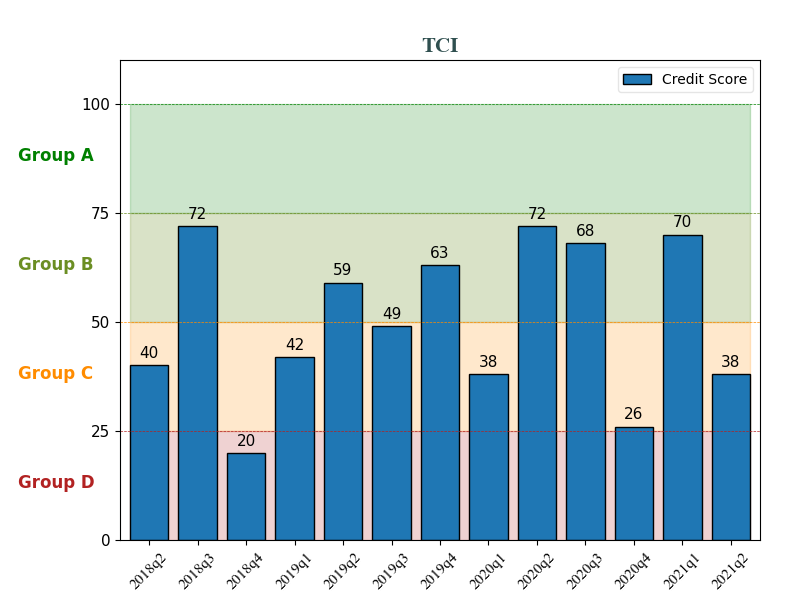 TCI
Credit Score
100
Group A
75
72
72
70
68
Group B
63
59
50
49
42
40
38
38
Group C
26
25
20
Group D
0
2018q2
2018q3
2018q4
2019q1
2019q2
2019q3
2019q4
2020q1
2020q2
2020q3
2020q4
2021q1
2021q2